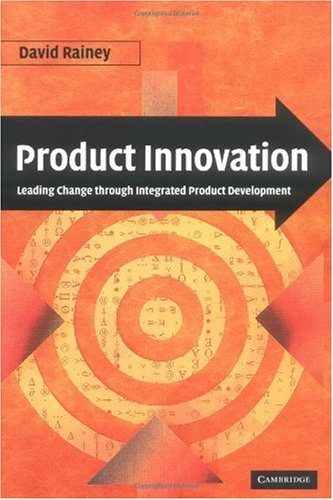 David Rainey
Product Innovation
Leading Change through Integrated Product Development
CAMBRIDGE